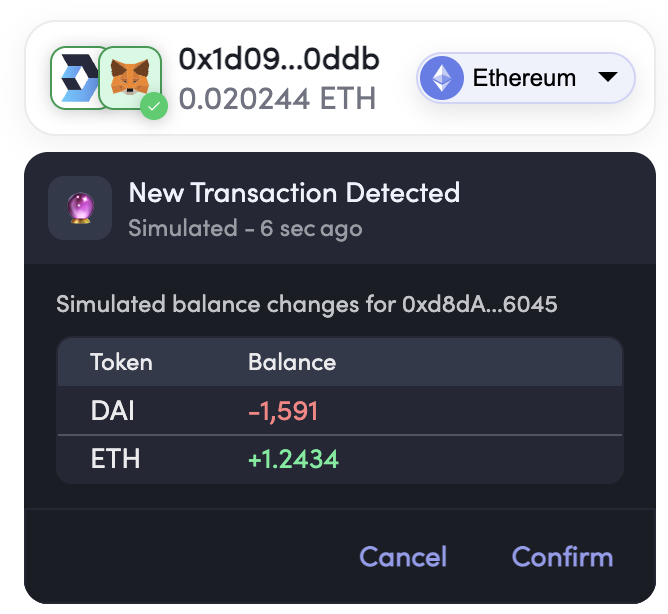 0x1d09...0ddb
0.020244 ETH
Ethereum
New Transaction Detected
Simulated - 6 sec ago
Simulated balance changes for 0xd8dA...6045
Token Balance
DAI -1,591
ETH +1.2434
Cancel Confirm